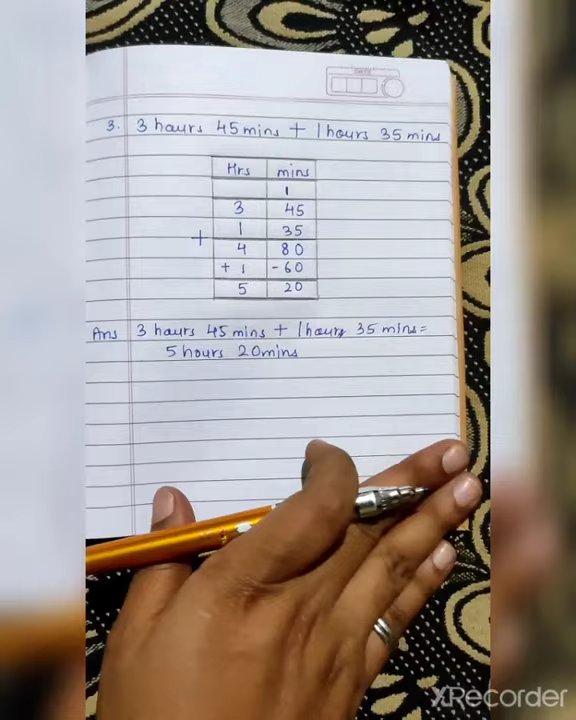 3. 3 hours 45 mins + 1 hours 35 mins
Hrs mins
1
3 45
+ 1 35
4 80
+ 1 - 60
5 20
Ans 3 hours 45 mins + 1 hours 35 mins =
5 hours 20 mins
XRecorder